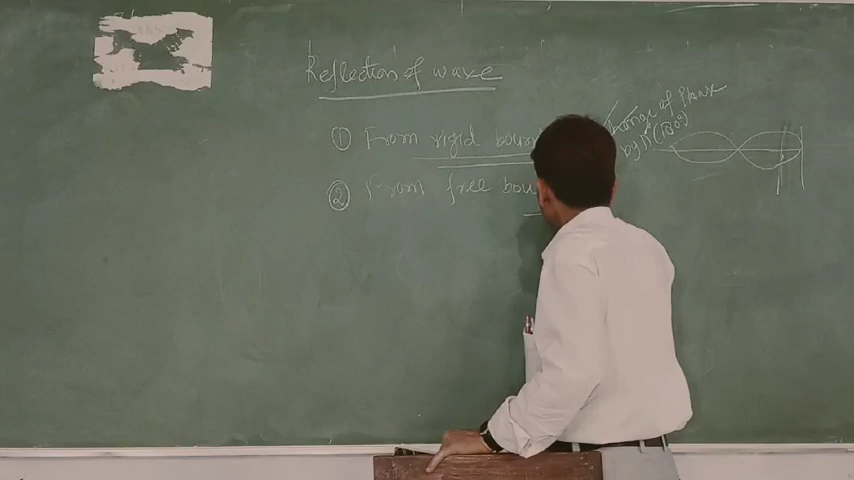 Reflection of wave
① From rigid boun
② From free bou
Change of Phase
by π (180°)